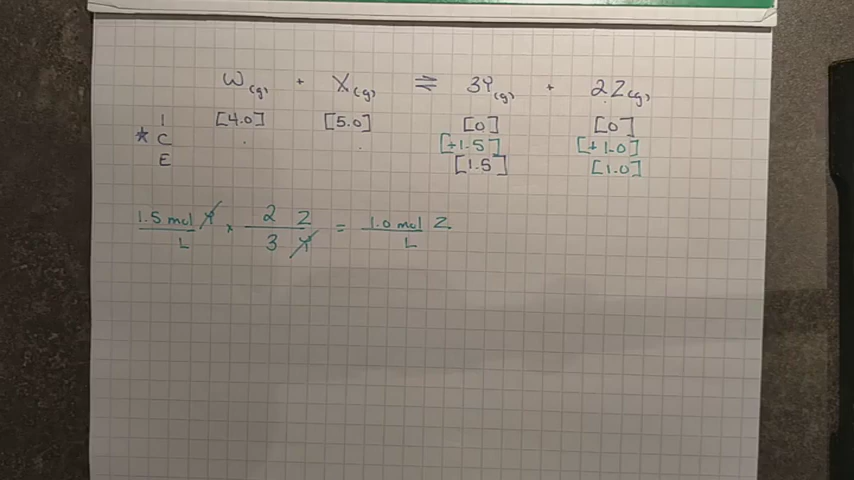 W(g) + X(g) ⇌ 3Y(g) + 2Z(g)
I [4.0] [5.0] [0] [0]
★ C [+1.5] [+1.0]
E [1.5] [1.0]
1.5 mol Y / L × 2 Z / 3 Y = 1.0 mol Z / L